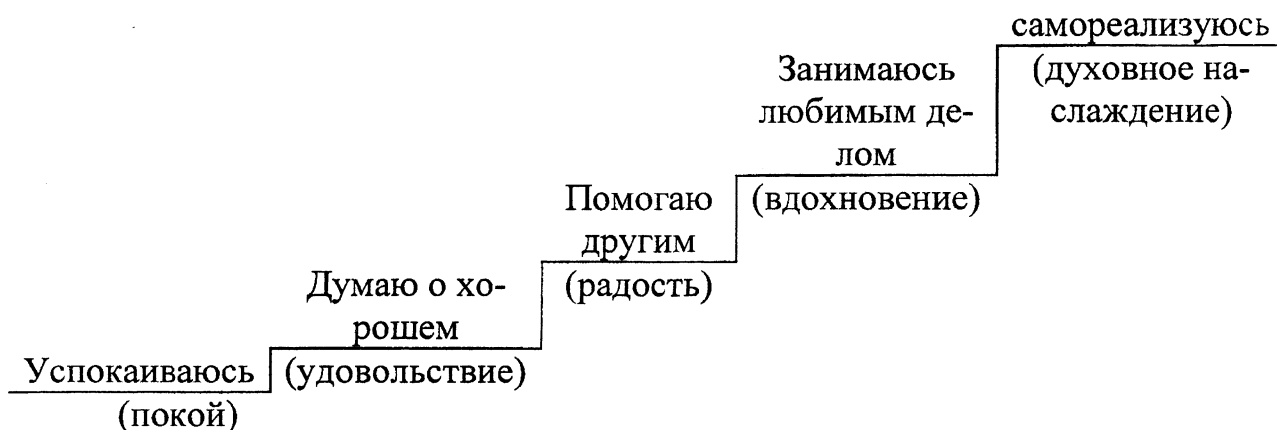 Успокаиваюсь
(покой)
Думаю о хо-
рошем
(удовольствие)
Помогаю
другим
(радость)
Занимаюсь
любимым де-
лом
(вдохновение)
самореализуюсь
(духовное на-
слаждение)